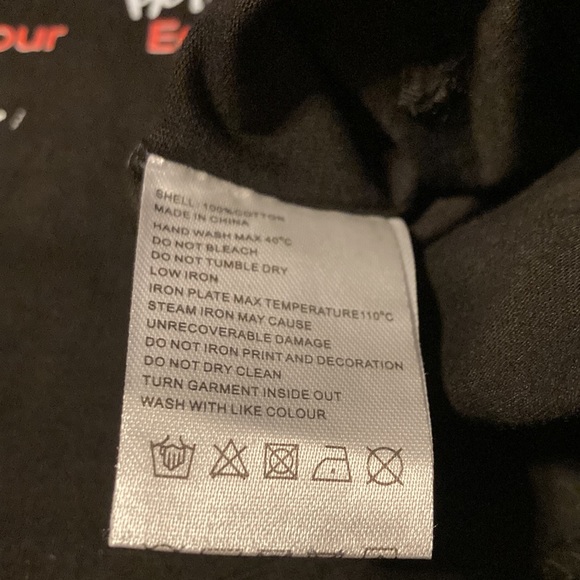 our E
SHELL: 100%COTTON
MADE IN CHINA
HAND WASH MAX 40°C
DO NOT BLEACH
DO NOT TUMBLE DRY
LOW IRON
IRON PLATE MAX TEMPERATURE110°C
STEAM IRON MAY CAUSE
UNRECOVERABLE DAMAGE
DO NOT IRON PRINT AND DECORATION
DO NOT DRY CLEAN
TURN GARMENT INSIDE OUT
WASH WITH LIKE COLOUR